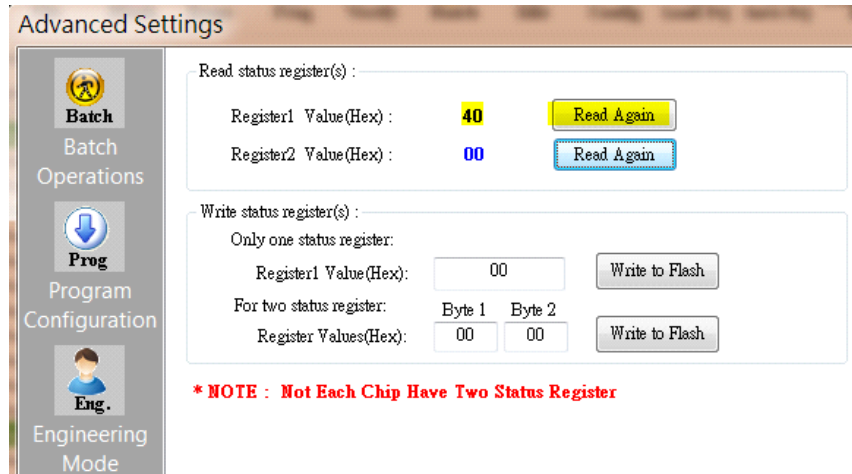 Advanced Settings
Batch
Batch
Operations
Prog
Program
Configuration
Eng.
Engineering
Mode
Read status register(s) :
Register1 Value(Hex) : 40 Read Again
Register2 Value(Hex) : 00 Read Again
Write status register(s) :
Only one status register:
Register1 Value(Hex): 00 Write to Flash
For two status register: Byte 1 Byte 2
Register Values(Hex): 00 00 Write to Flash
* NOTE : Not Each Chip Have Two Status Register